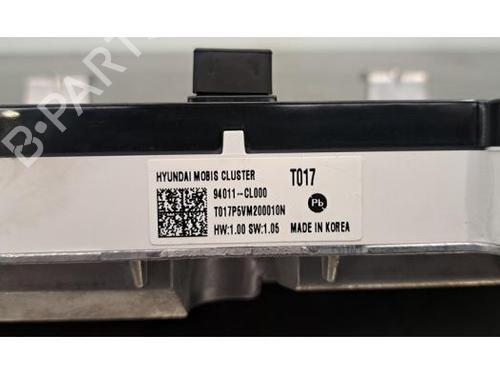 B-PARTS
HYUNDAI MOBIS CLUSTER T017
94011-CL000
T017P5VM200010N Pb
HW:1.00 SW:1.05 MADE IN KOREA